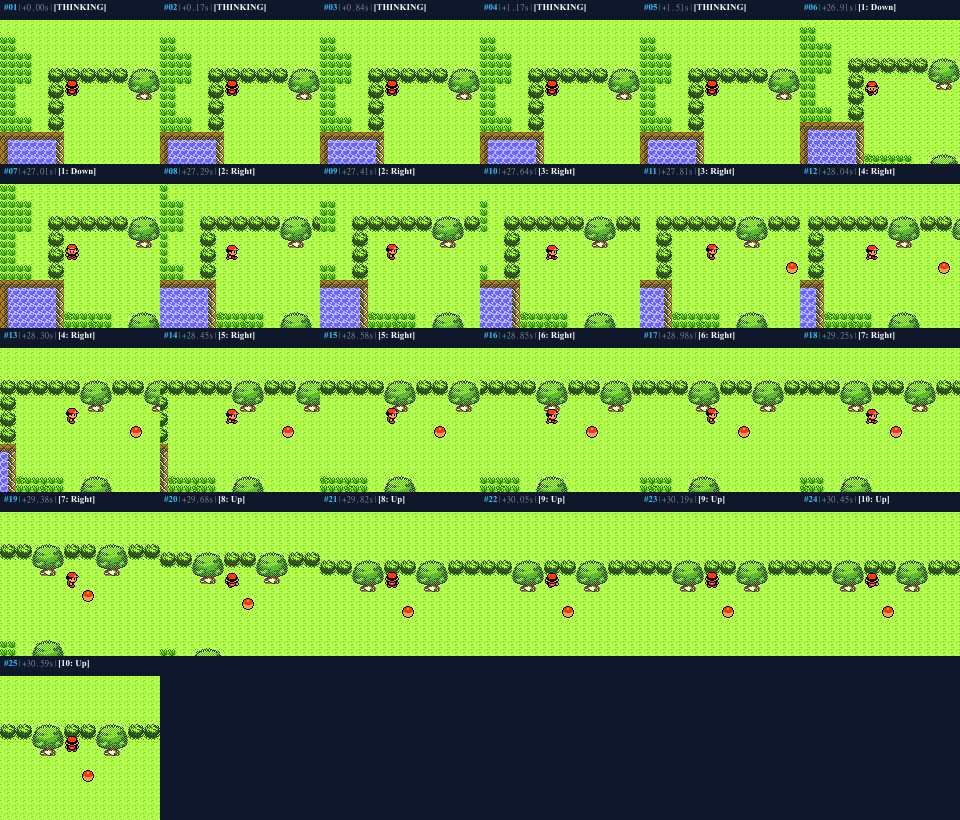 #01|+0.00s|[THINKING] #02|+0.17s|[THINKING] #03|+0.84s|[THINKING] #04|+1.17s|[THINKING] #05|+1.51s|[THINKING] #06|+26.91s|[1: Down]
#07|+27.01s|[1: Down] #08|+27.29s|[2: Right] #09|+27.41s|[2: Right] #10|+27.64s|[3: Right] #11|+27.81s|[3: Right] #12|+28.04s|[4: Right]
#13|+28.30s|[4: Right] #14|+28.45s|[5: Right] #15|+28.58s|[5: Right] #16|+28.85s|[6: Right] #17|+28.98s|[6: Right] #18|+29.25s|[7: Right]
#19|+29.38s|[7: Right] #20|+29.68s|[8: Up] #21|+29.82s|[8: Up] #22|+30.05s|[9: Up] #23|+30.19s|[9: Up] #24|+30.45s|[10: Up]
#25|+30.59s|[10: Up]